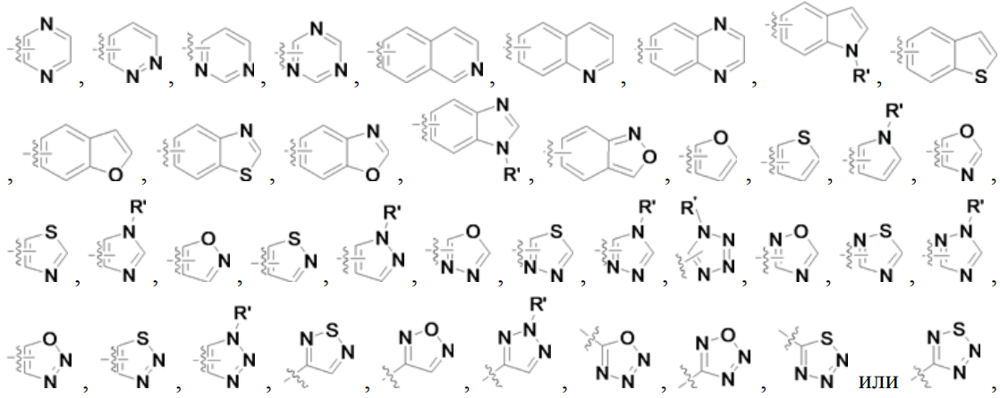 N N , N N , N N , N N N , N , N , N N , N R' , S
, O , N S , N O , N N R' , N O , O , S , R' N , O N ,
S N , R' N N , O N , S N , R' N N , O N N , S N N , R' N N N , R* N N N N , N O N , N S N , R' N N N ,
O N N , S N N , R' N N N , N S N , N O N , R' N N N , O N N N , N O N N , S N N N или N S N N ,